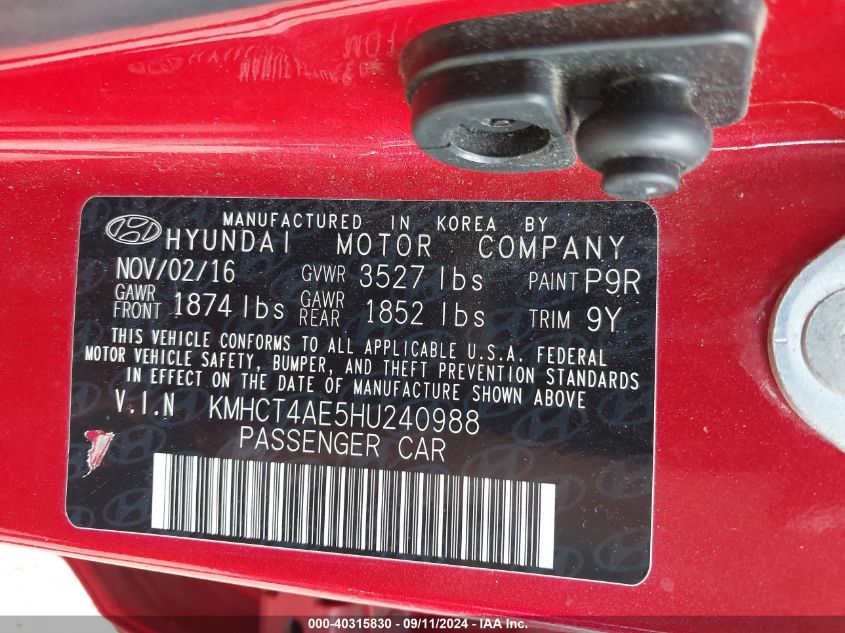 MANUFACTURED IN KOREA BY
HYUNDAI MOTOR COMPANY
NOV/02/16 GVWR 3527 lbs PAINT P9R
GAWR FRONT 1874 lbs GAWR REAR 1852 lbs TRIM 9Y
THIS VEHICLE CONFORMS TO ALL APPLICABLE U.S.A. FEDERAL
MOTOR VEHICLE SAFETY, BUMPER, AND THEFT PREVENTION STANDARDS
IN EFFECT ON THE DATE OF MANUFACTURE SHOWN ABOVE
V.I.N KMHCT4AE5HU240988
PASSENGER CAR
000-40315830 - 09/11/2024 - IAA Inc.